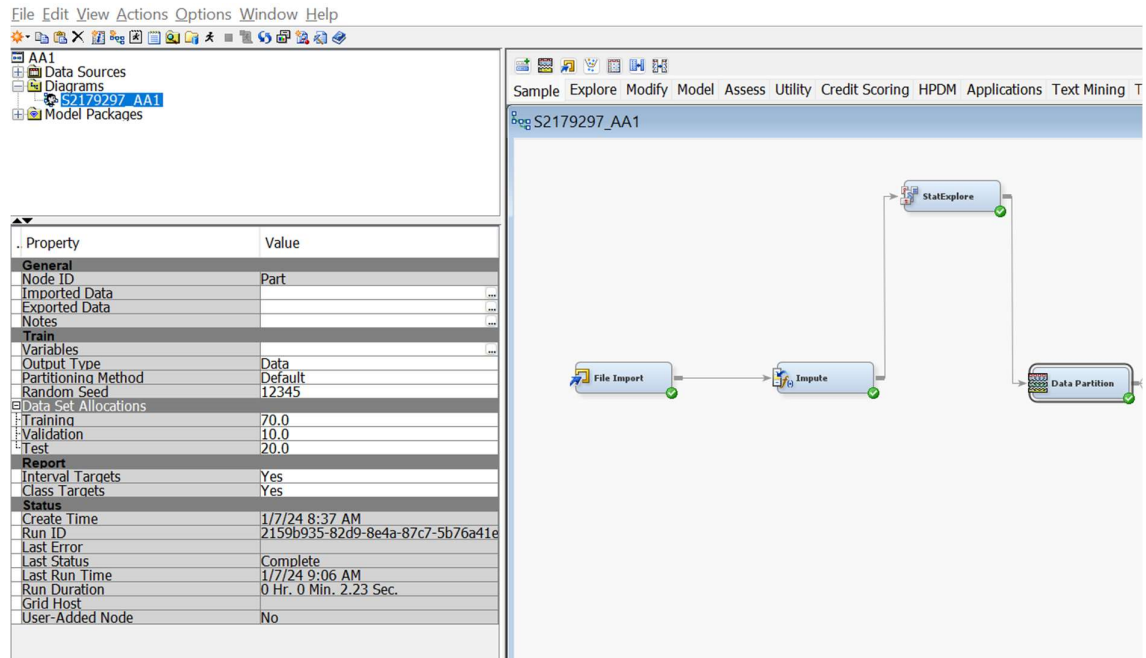 File Edit View Actions Options Window Help
AA1
Data Sources
Diagrams
S2179297_AA1
Model Packages
. Property Value
General
Node ID Part
Imported Data ...
Exported Data ...
Notes ...
Train
Variables ...
Output Type Data
Partitioning Method Default
Random Seed 12345
Data Set Allocations
Training 70.0
Validation 10.0
Test 20.0
Report
Interval Targets Yes
Class Targets Yes
Status
Create Time 1/7/24 8:37 AM
Run ID 2159b935-82d9-8e4a-87c7-5b76a41e
Last Error
Last Status Complete
Last Run Time 1/7/24 9:06 AM
Run Duration 0 Hr. 0 Min. 2.23 Sec.
Grid Host
User-Added Node No
Sample Explore Modify Model Assess Utility Credit Scoring HPDM Applications Text Mining T
S2179297_AA1
StatExplore
File Import
Impute
Data Partition